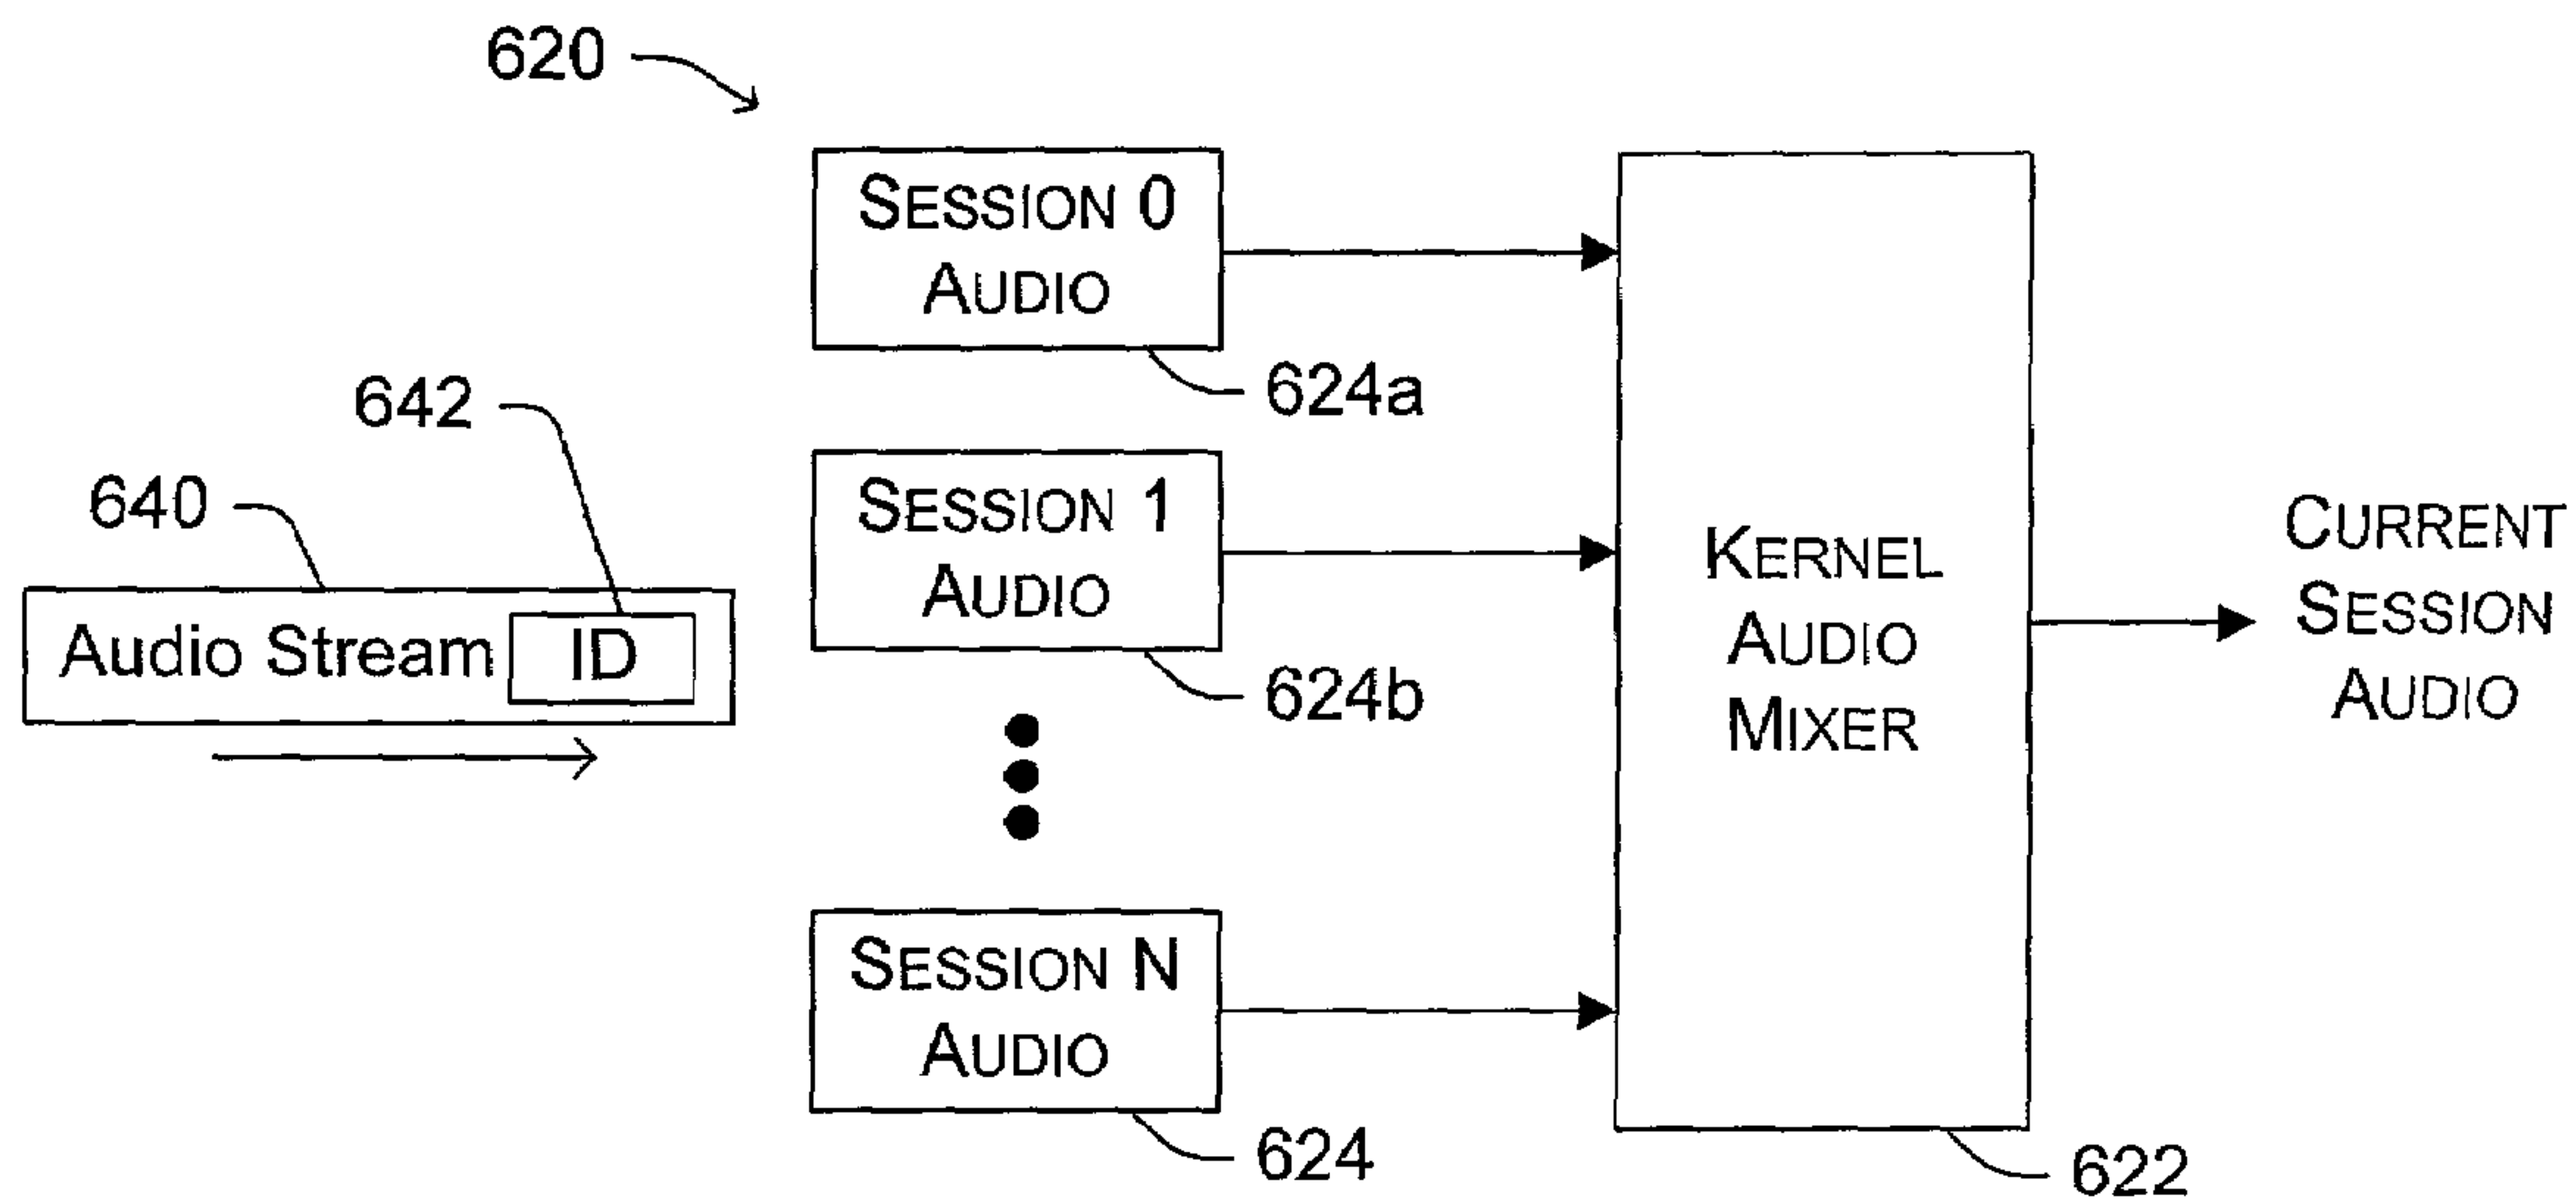 620
SESSION 0
AUDIO
624a
642
640
Audio Stream ID
SESSION 1
AUDIO
624b
SESSION N
AUDIO
624
KERNEL
AUDIO
MIXER
622
CURRENT
SESSION
AUDIO